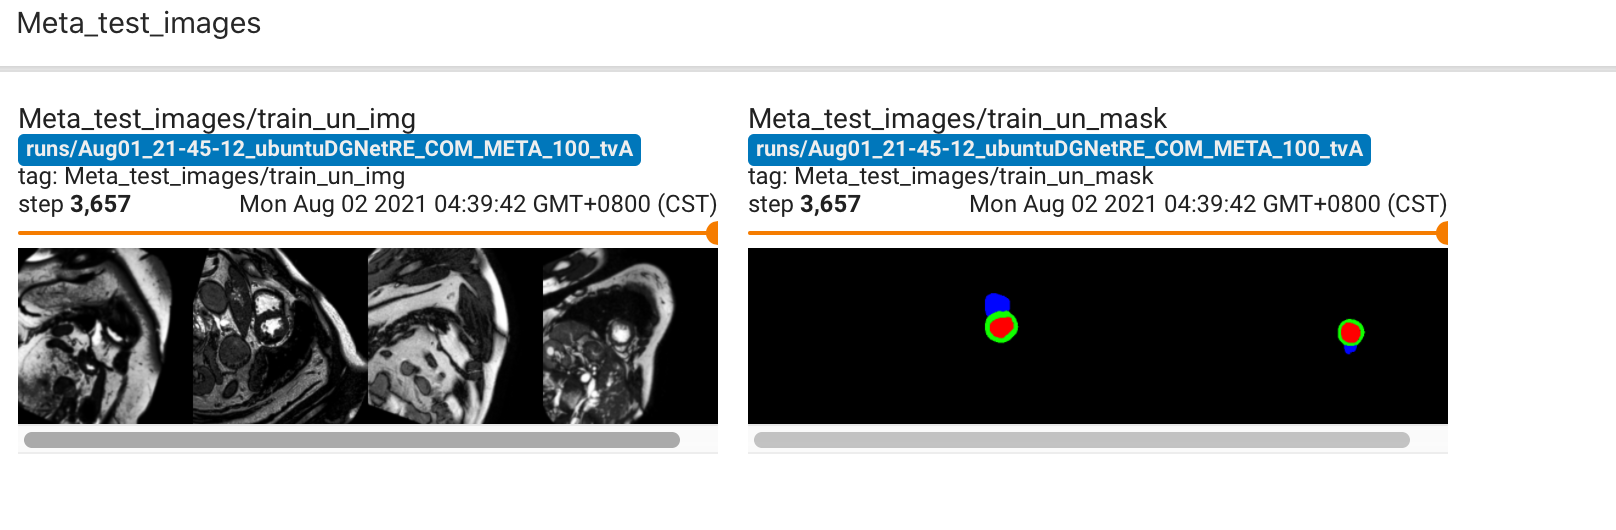 Meta_test_images
Meta_test_images/train_un_img
runs/Aug01_21-45-12_ubuntuDGNetRE_COM_META_100_tvA
tag: Meta_test_images/train_un_img
step 3,657 Mon Aug 02 2021 04:39:42 GMT+0800 (CST)
Meta_test_images/train_un_mask
runs/Aug01_21-45-12_ubuntuDGNetRE_COM_META_100_tvA
tag: Meta_test_images/train_un_mask
step 3,657 Mon Aug 02 2021 04:39:42 GMT+0800 (CST)